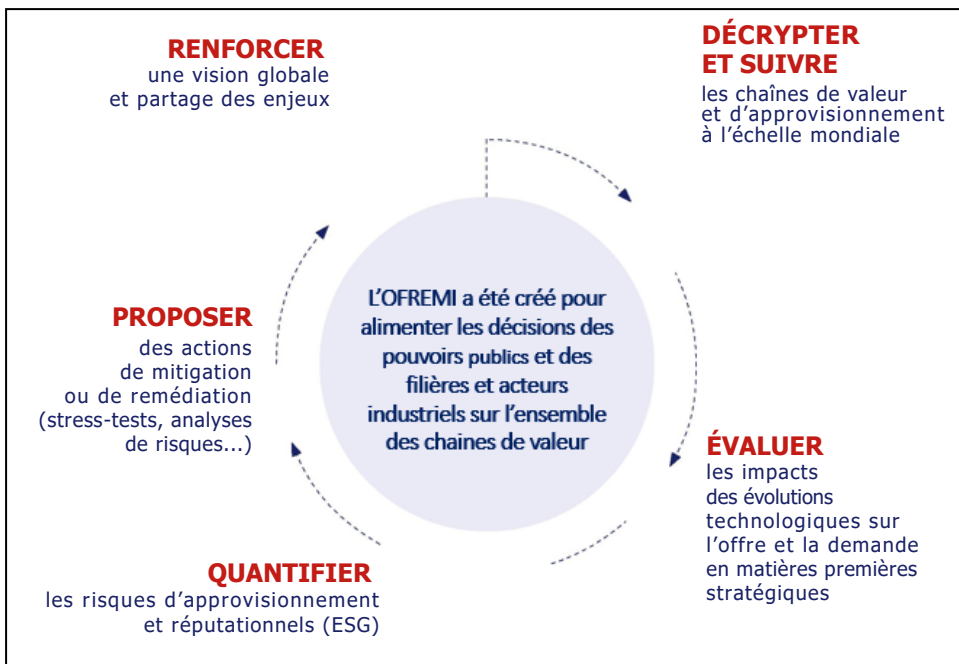 RENFORCER
une vision globale
et partage des enjeux
DÉCRYPTER
ET SUIVRE
les chaînes de valeur
et d'approvisionnement
à l'échelle mondiale
L'OFREMI a été créé pour
alimenter les décisions des
pouvoirs publics et des
filières et acteurs
industriels sur l'ensemble
des chaines de valeur
PROPOSER
des actions
de mitigation
ou de remédiation
(stress-tests, analyses
de risques...)
ÉVALUER
les impacts
des évolutions
technologiques sur
l'offre et la demande
en matières premières
stratégiques
QUANTIFIER
les risques d'approvisionnement
et réputationnels (ESG)